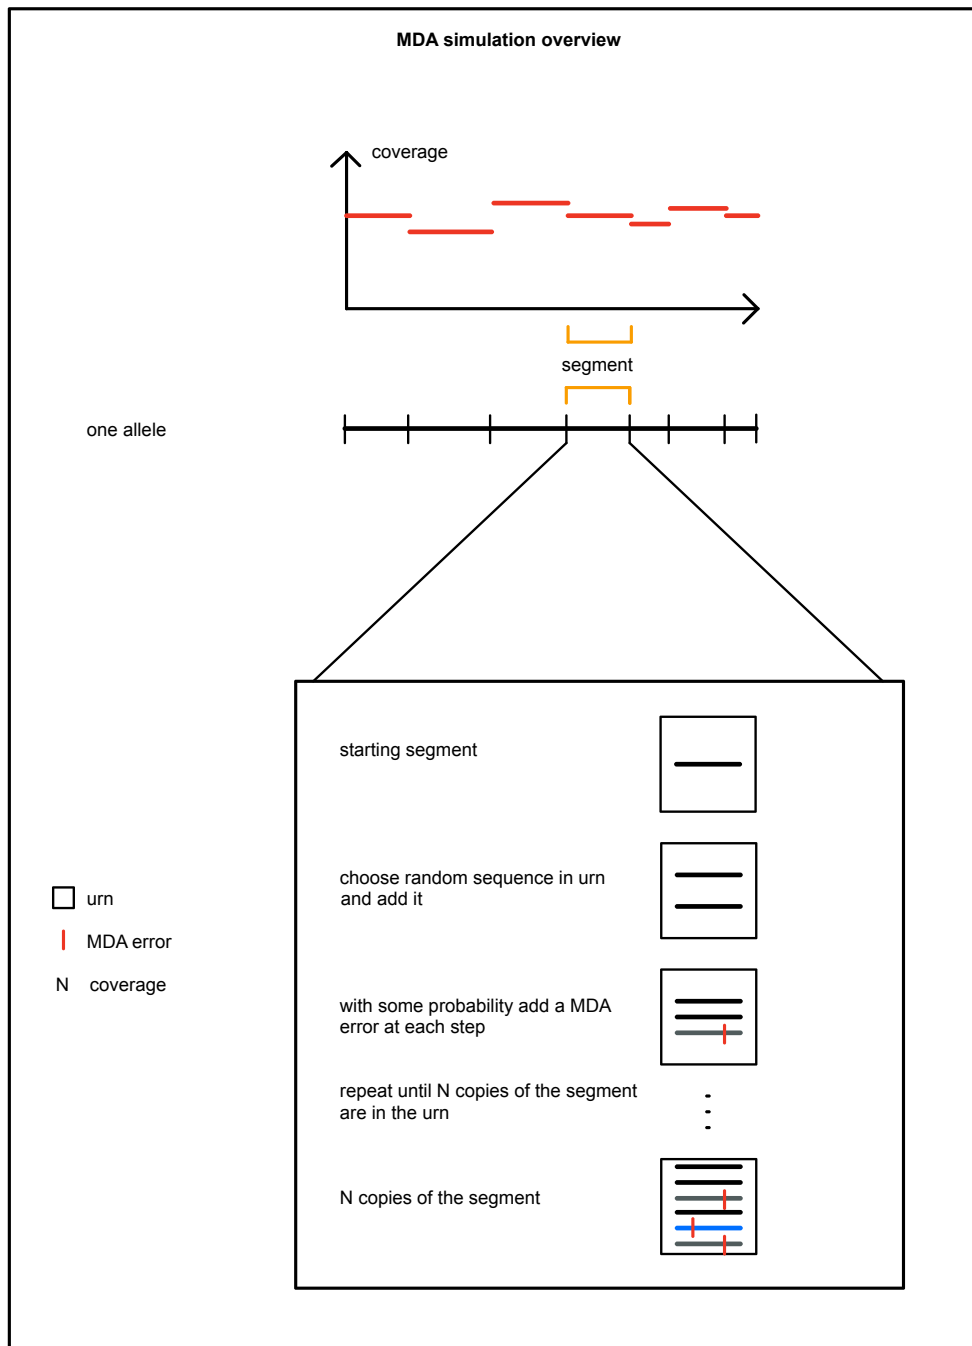 MDA simulation overview
coverage
segment
one allele
starting segment
choose random sequence in urn
and add it
with some probability add a MDA
error at each step
repeat until N copies of the segment
are in the urn
N copies of the segment
urn
MDA error
N coverage